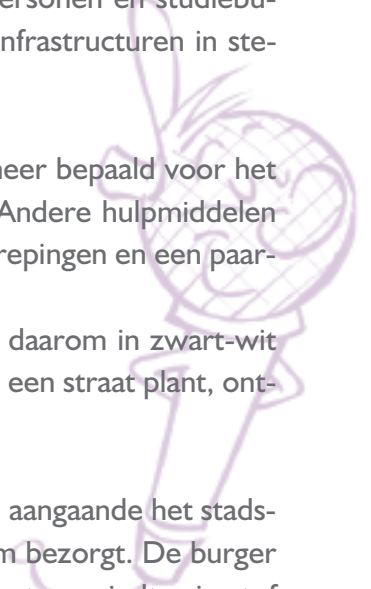 ersonen en studiebu-
nfrastructuren in ste-
neer bepaald voor het
Andere hulpmiddelen
repingen en een paar-
daarom in zwart-wit
een straat plant, ont-
aangaande het stads-
m bezorgt. De burger